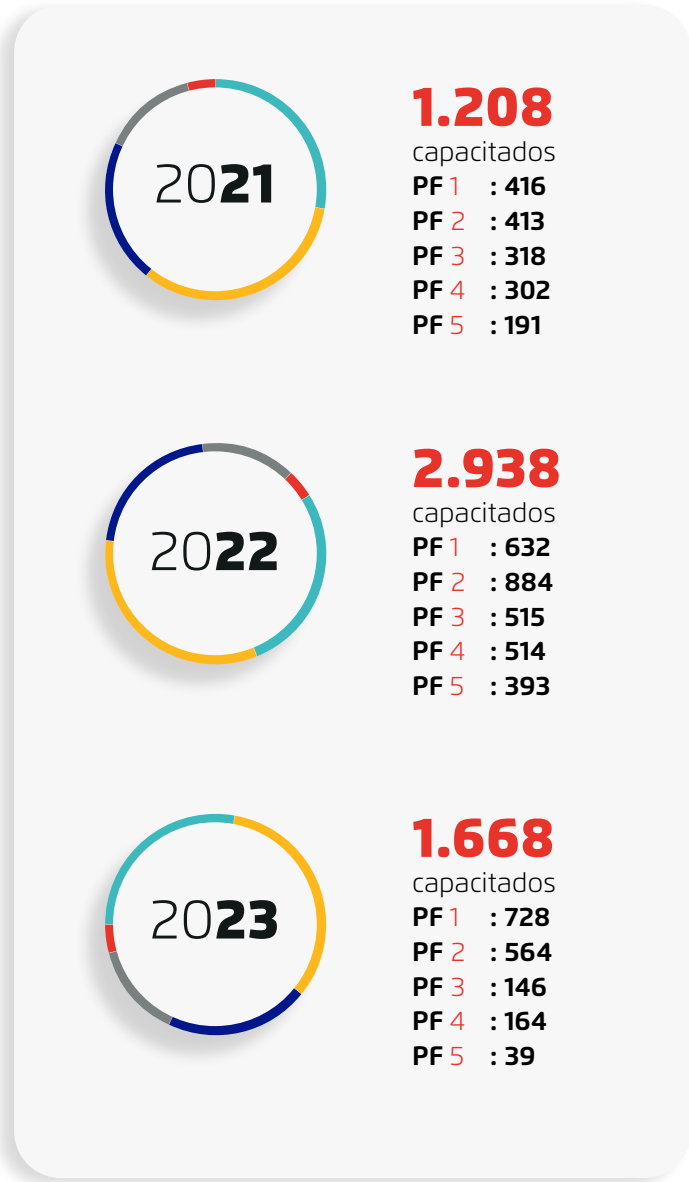 2021
1.208
capacitados
PF 1 : 416
PF 2 : 413
PF 3 : 318
PF 4 : 302
PF 5 : 191
2022
2.938
capacitados
PF 1 : 632
PF 2 : 884
PF 3 : 515
PF 4 : 514
PF 5 : 393
2023
1.668
capacitados
PF 1 : 728
PF 2 : 564
PF 3 : 146
PF 4 : 164
PF 5 : 39